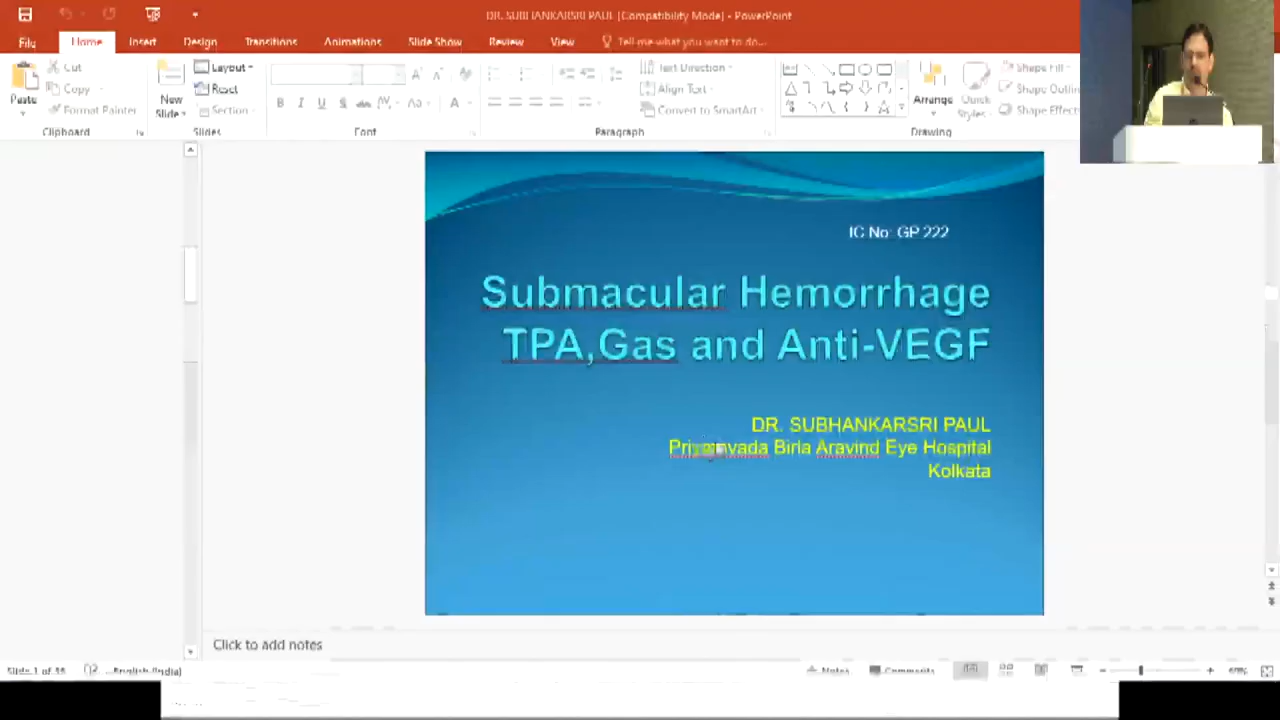 DR. SUBHANKARSRI PAUL [Compatibility Mode] - PowerPoint
File Home Insert Design Transitions Animations Slide Show Review View Tell me what you want to do...
Paste
Cut
Copy
Format Painter
Clipboard
New
Slide
Layout
Reset
Section
Slides
B I U S
Aa
A
Font
Text Direction
Align Text
Convert to SmartArt
Paragraph
Arrange
Quick
Styles
Shape Fill
Shape Outlin
Shape Effect
Drawing
IC No: GP 222
Submacular Hemorrhage
TPA,Gas and Anti-VEGF
DR. SUBHANKARSRI PAUL
Priyamvada Birla Aravind Eye Hospital
Kolkata
Click to add notes
English (India)
Notes
Comments